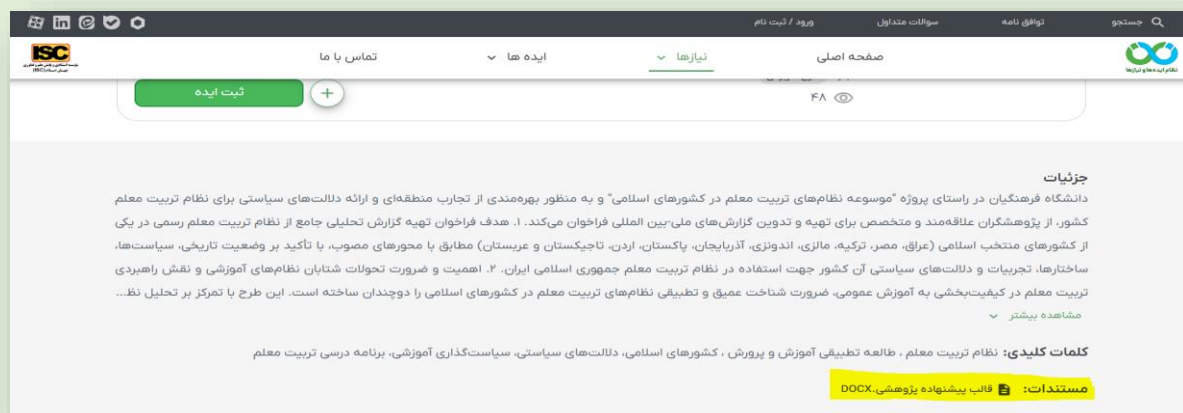 جستجو توافق نامه سوالات متداول ورود / ثبت نام
نظام ایده‌ها و نیازها صفحه اصلی نیازها ایده ها تماس با ما ISC
۴۸ + ثبت ایده
جزئیات
دانشگاه فرهنگیان در راستای پروژه "موسوعه نظام‌های تربیت معلم در کشورهای اسلامی" و به منظور بهره‌مندی از تجارب منطقه‌ای و ارائه دلالت‌های سیاستی برای نظام تربیت معلم
کشور، از پژوهشگران علاقه‌مند و متخصص برای تهیه و تدوین گزارش‌های ملی-بین المللی فراخوان می‌کند. ۱. هدف فراخوان تهیه گزارش تحلیلی جامع از نظام تربیت معلم رسمی در یکی
از کشورهای منتخب اسلامی (عراق، مصر، ترکیه، مالزی، اندونزی، آذربایجان، پاکستان، اردن، تاجیکستان و عربستان) مطابق با محورهای مصوب، با تأکید بر وضعیت تاریخی، سیاست‌ها،
ساختارها، تجربیات و دلالت‌های سیاستی آن کشور جهت استفاده در نظام تربیت معلم جمهوری اسلامی ایران. ۲. اهمیت و ضرورت تحولات شتابان نظام‌های آموزشی و نقش راهبردی
تربیت معلم در کیفیت‌بخشی به آموزش عمومی، ضرورت شناخت عمیق و تطبیقی نظام‌های تربیت معلم در کشورهای اسلامی را دوچندان ساخته است. این طرح با تمرکز بر تحلیل نظ...
مشاهده بیشتر
کلمات کلیدی: نظام تربیت معلم ، طالعه تطبیقی آموزش و پرورش ، کشورهای اسلامی، دلالت‌های سیاستی، سیاست‌گذاری آموزشی، برنامه درسی تربیت معلم
مستندات: قالب پیشنهاده پژوهشی.DOCX